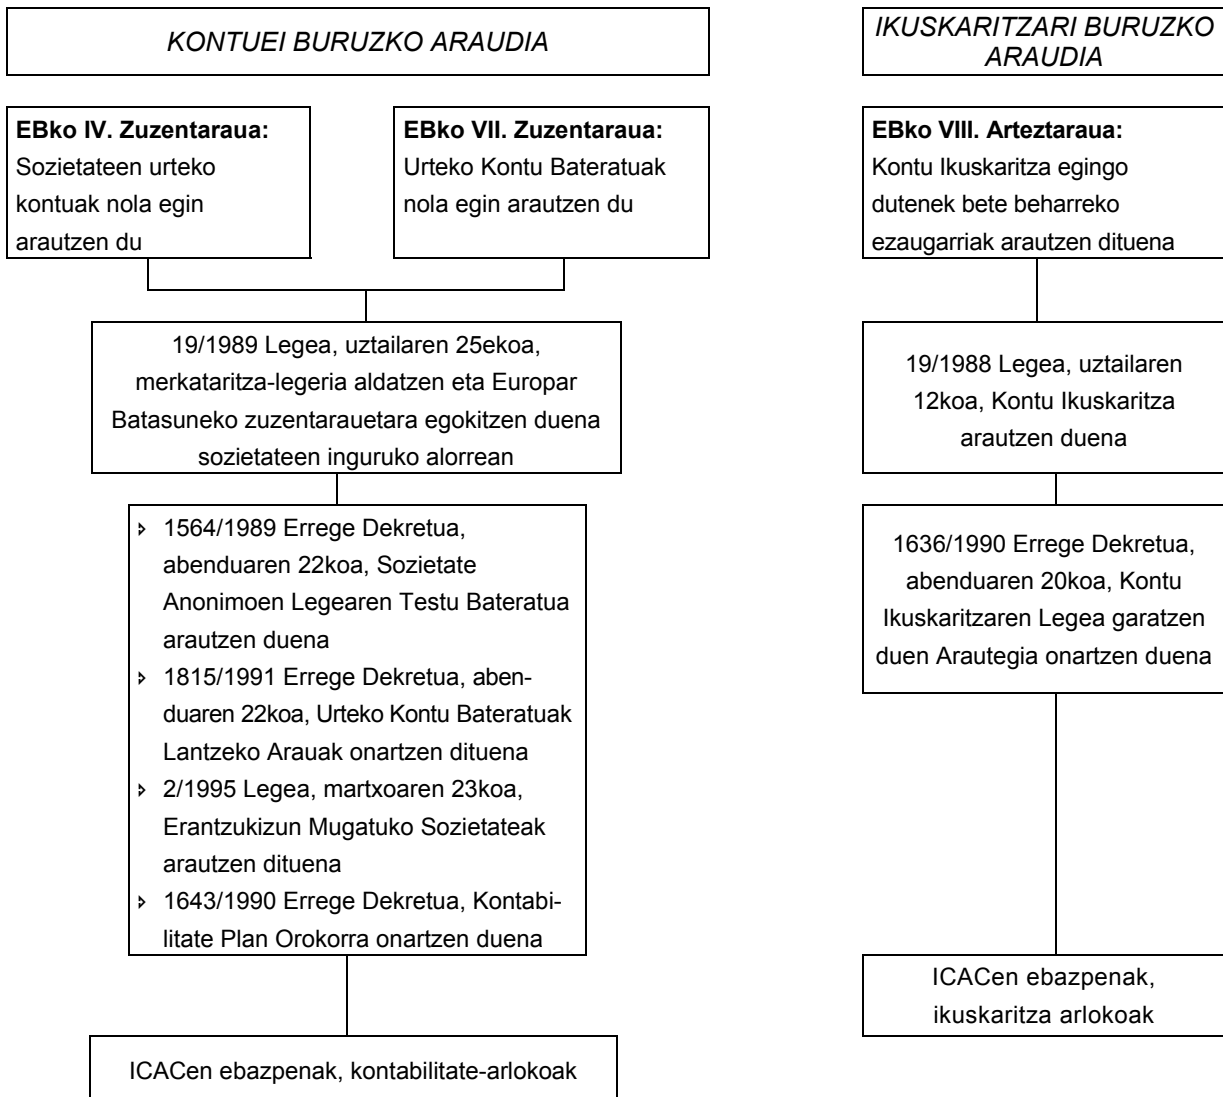 KONTUEI BURUZKO ARAUDIA
EBko IV. Zuzentaraua:
Sozietateen urteko
kontuak nola egin
arautzen du
EBko VII. Zuzentaraua:
Urteko Kontu Bateratuak
nola egin arautzen du
19/1989 Legea, uztailaren 25ekoa,
merkataritza-legeria aldatzen eta Europar
Batasuneko zuzentarauetara egokitzen duena
sozietateen inguruko alorrean
1564/1989 Errege Dekretua,
abenduaren 22koa, Sozietate
Anonimoen Legearen Testu Bateratua
arautzen duena
1815/1991 Errege Dekretua, aben-
duaren 22koa, Urteko Kontu Bateratuak
Lantzeko Arauak onartzen dituena
2/1995 Legea, martxoaren 23koa,
Erantzukizun Mugatuko Sozietateak
arautzen dituena
1643/1990 Errege Dekretua, Kontabi-
litate Plan Orokorra onartzen duena
ICACen ebazpenak, kontabilitate-arlokoak
IKUSKARITZARI BURUZKO
ARAUDIA
EBko VIII. Arteztaraua:
Kontu Ikuskaritza egingo
dutenek bete beharreko
ezaugarriak arautzen dituena
19/1988 Legea, uztailaren
12koa, Kontu Ikuskaritza
arautzen duena
1636/1990 Errege Dekretua,
abenduaren 20koa, Kontu
Ikuskaritzaren Legea garatzen
duen Arautegia onartzen duena
ICACen ebazpenak,
ikuskaritza arlokoak